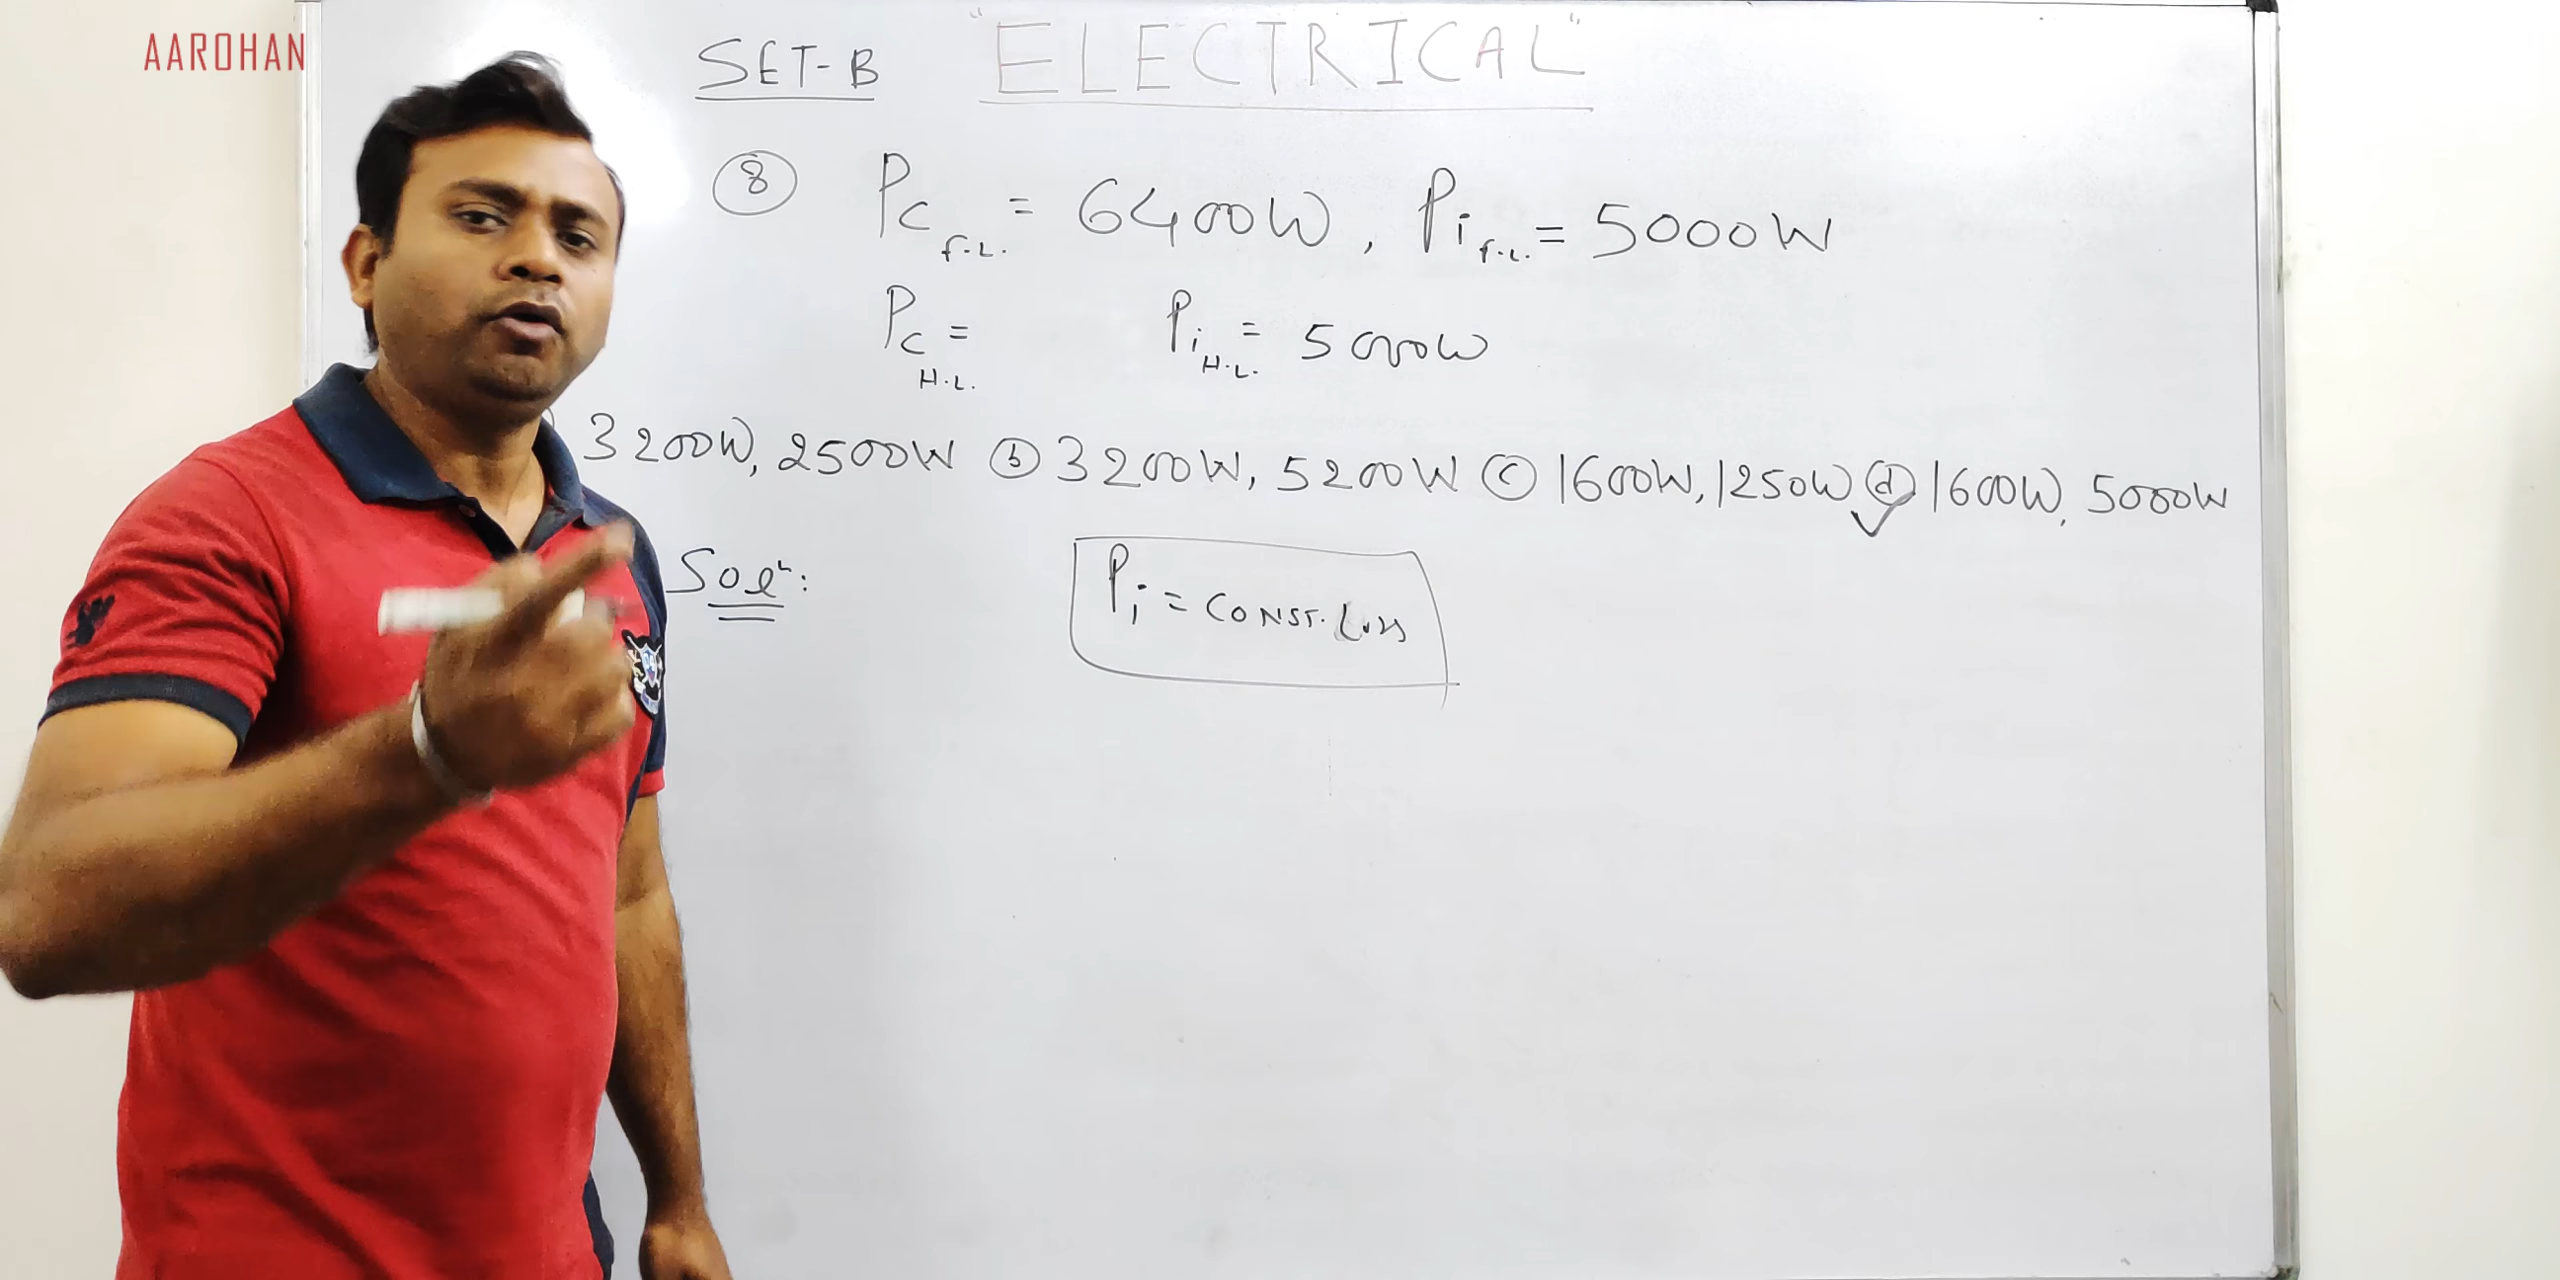 AAROHAN
SET-B "ELECTRICAL"
8 Pc f.L. = 6400W, Pi f.L. = 5000W
Pc H.L. = Pi H.L. = 5000W
3200W, 2500W b 3200W, 5200W c 1600W, 1250W d 1600W, 5000W
Solⁿ: Pi = CONST. Loss